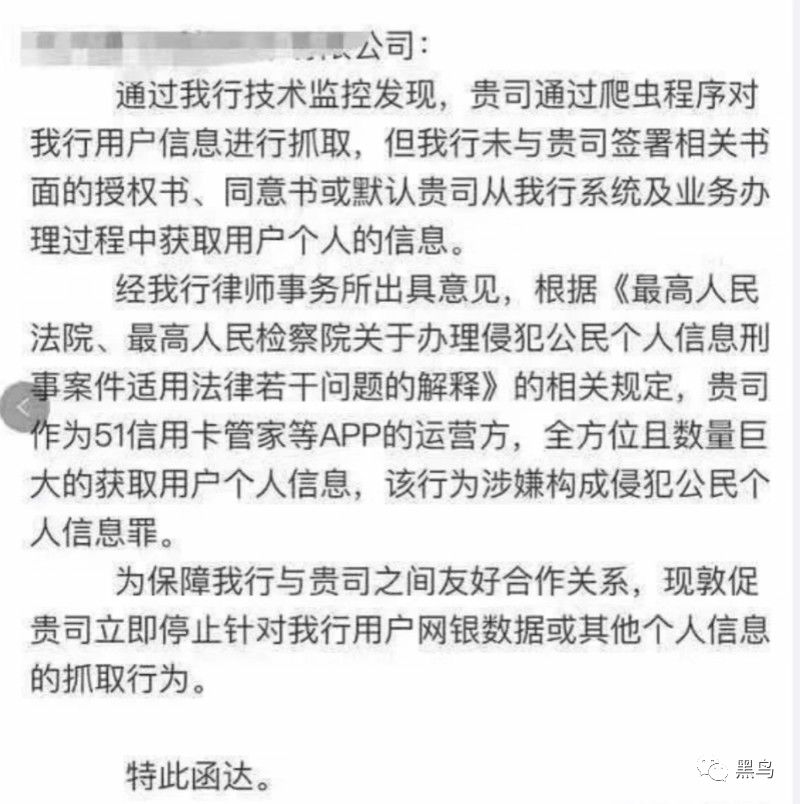 有限公司：
通过我行技术监控发现，贵司通过爬虫程序对
我行用户信息进行抓取，但我行未与贵司签署相关书
面的授权书、同意书或默认贵司从我行系统及业务办
理过程中获取用户个人的信息。
经我行律师事务所出具意见，根据《最高人民
法院、最高人民检察院关于办理侵犯公民个人信息刑
事案件适用法律若干问题的解释》的相关规定，贵司
作为51信用卡管家等APP的运营方，全方位且数量巨
大的获取用户个人信息，该行为涉嫌构成侵犯公民个
人信息罪。
为保障我行与贵司之间友好合作关系，现敦促
贵司立即停止针对我行用户网银数据或其他个人信息
的抓取行为。
特此函达。
黑鸟